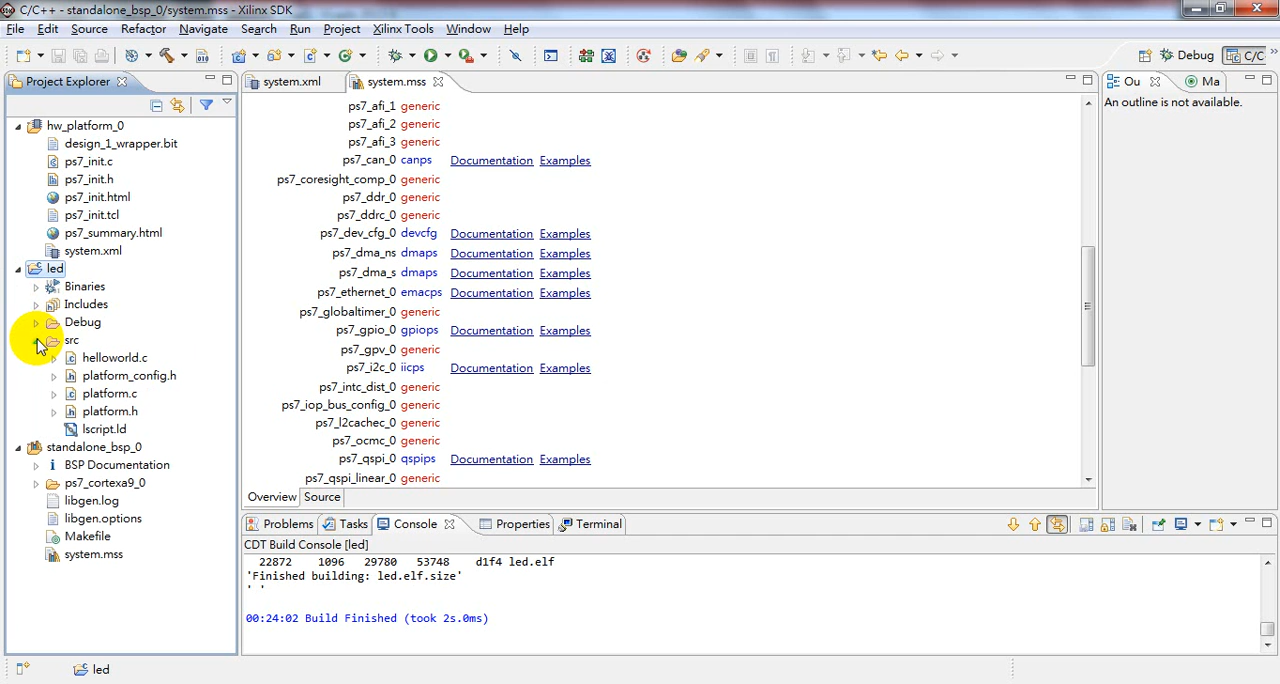 C/C++ - standalone_bsp_0/system.mss - Xilinx SDK
File Edit Source Refactor Navigate Search Run Project Xilinx Tools Window Help
Debug C/C
Project Explorer
system.xml system.mss
Ou Ma
An outline is not available.
hw_platform_0
design_1_wrapper.bit
ps7_init.c
ps7_init.h
ps7_init.html
ps7_init.tcl
ps7_summary.html
system.xml
led
Binaries
Includes
Debug
src
helloworld.c
platform_config.h
platform.c
platform.h
lscript.ld
standalone_bsp_0
BSP Documentation
ps7_cortexa9_0
libgen.log
libgen.options
Makefile
system.mss
ps7_afi_1 generic
ps7_afi_2 generic
ps7_afi_3 generic
ps7_can_0 canps Documentation Examples
ps7_coresight_comp_0 generic
ps7_ddr_0 generic
ps7_ddrc_0 generic
ps7_dev_cfg_0 devcfg Documentation Examples
ps7_dma_ns dmaps Documentation Examples
ps7_dma_s dmaps Documentation Examples
ps7_ethernet_0 emacps Documentation Examples
ps7_globaltimer_0 generic
ps7_gpio_0 gpiops Documentation Examples
ps7_gpv_0 generic
ps7_i2c_0 iicps Documentation Examples
ps7_intc_dist_0 generic
ps7_iop_bus_config_0 generic
ps7_l2cachec_0 generic
ps7_ocmc_0 generic
ps7_qspi_0 qspips Documentation Examples
ps7_qspi_linear_0 generic
Overview Source
Problems Tasks Console Properties Terminal
CDT Build Console [led]
22872 1096 29780 53748 d1f4 led.elf
'Finished building: led.elf.size'
' '
00:24:02 Build Finished (took 2s.0ms)
led